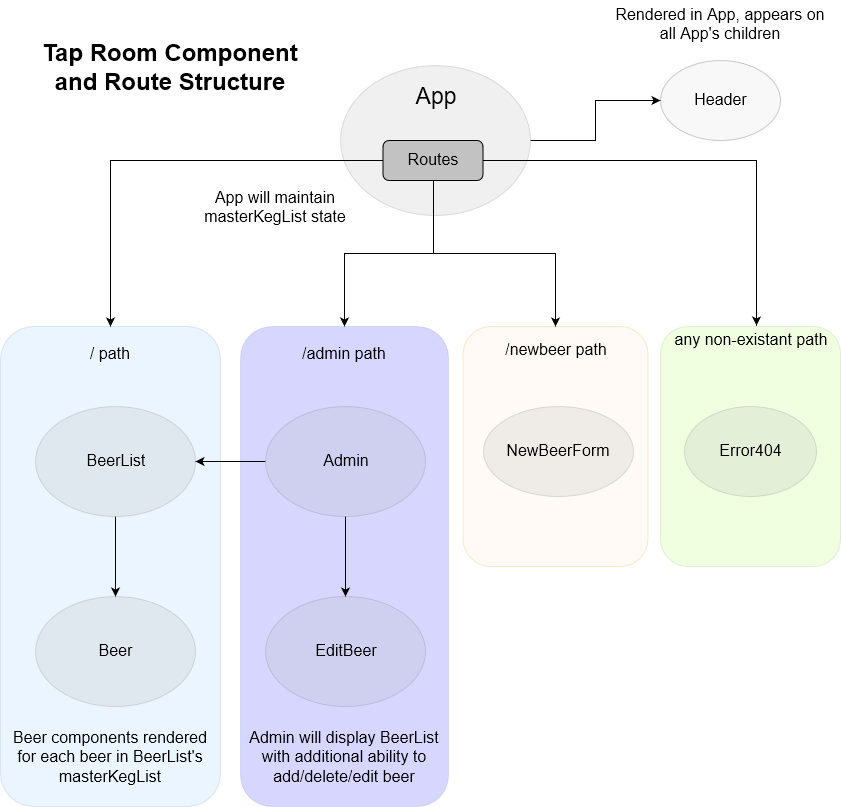 Rendered in App, appears on
all App's children
Tap Room Component
and Route Structure
App
Header
Routes
App will maintain
masterKegList state
/ path
/admin path
/newbeer path
any non-existant path
BeerList
Admin
NewBeerForm
Error404
Beer
EditBeer
Beer components rendered
for each beer in BeerList's
masterKegList
Admin will display BeerList
with additional ability to
add/delete/edit beer